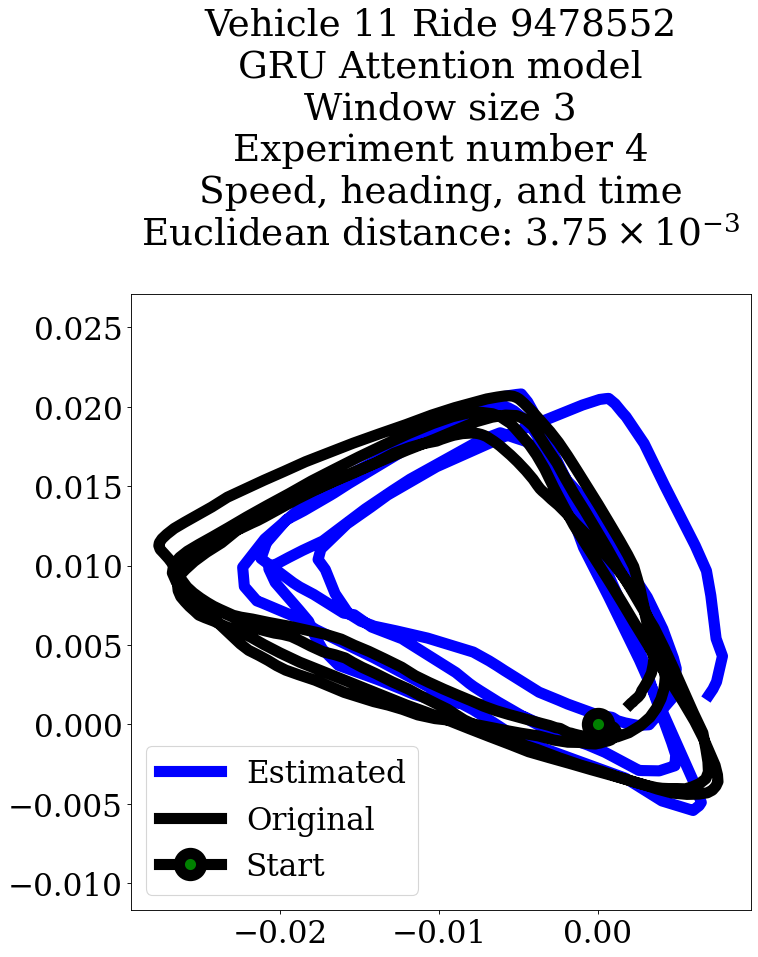 Vehicle 11 Ride 9478552
GRU Attention model
Window size 3
Experiment number 4
Speed, heading, and time
Euclidean distance: 3.75 × 10⁻³
0.025
0.020
0.015
0.010
0.005
0.000
−0.005
−0.010
Estimated
Original
Start
−0.02 −0.01 0.00